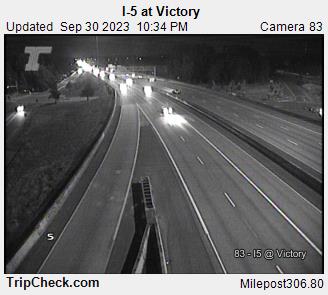 I-5 at Victory
Updated Sep 30 2023 10:34 PM Camera 83
T
S
83 - I5 @ Victory
TripCheck.com Milepost306.80